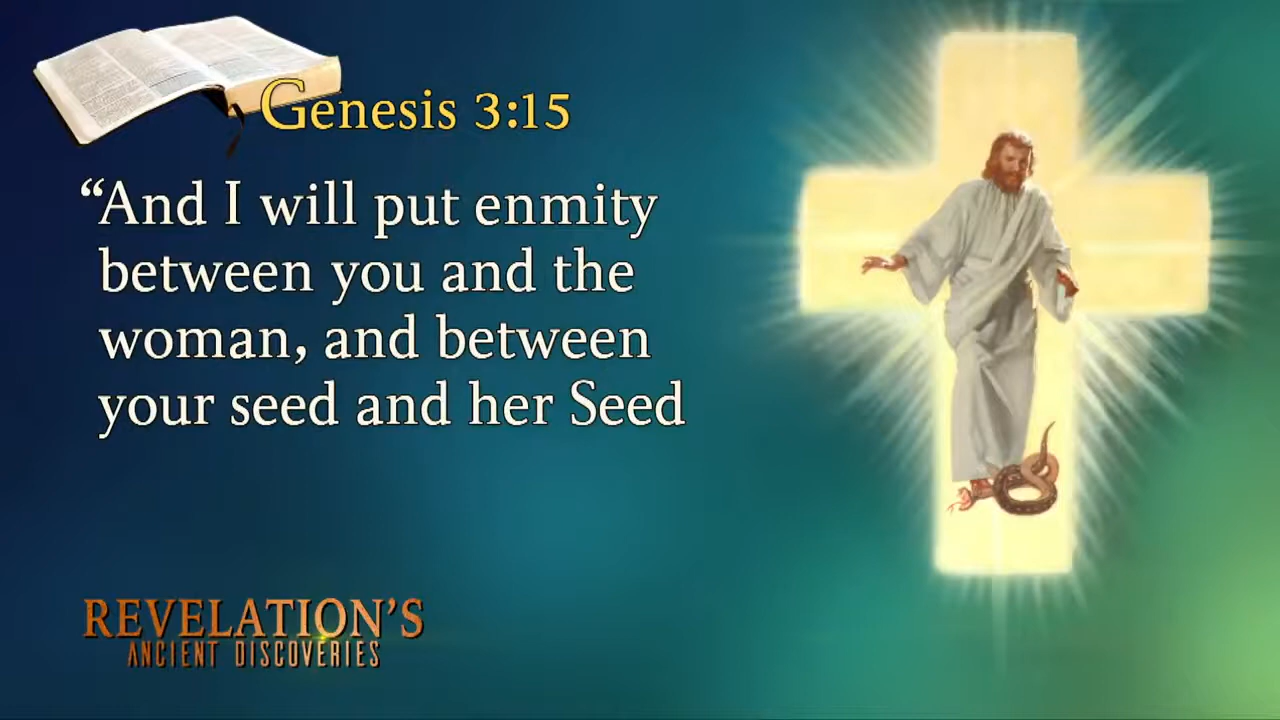 Genesis 3:15
“And I will put enmity
between you and the
woman, and between
your seed and her Seed
REVELATION’S
ANCIENT DISCOVERIES